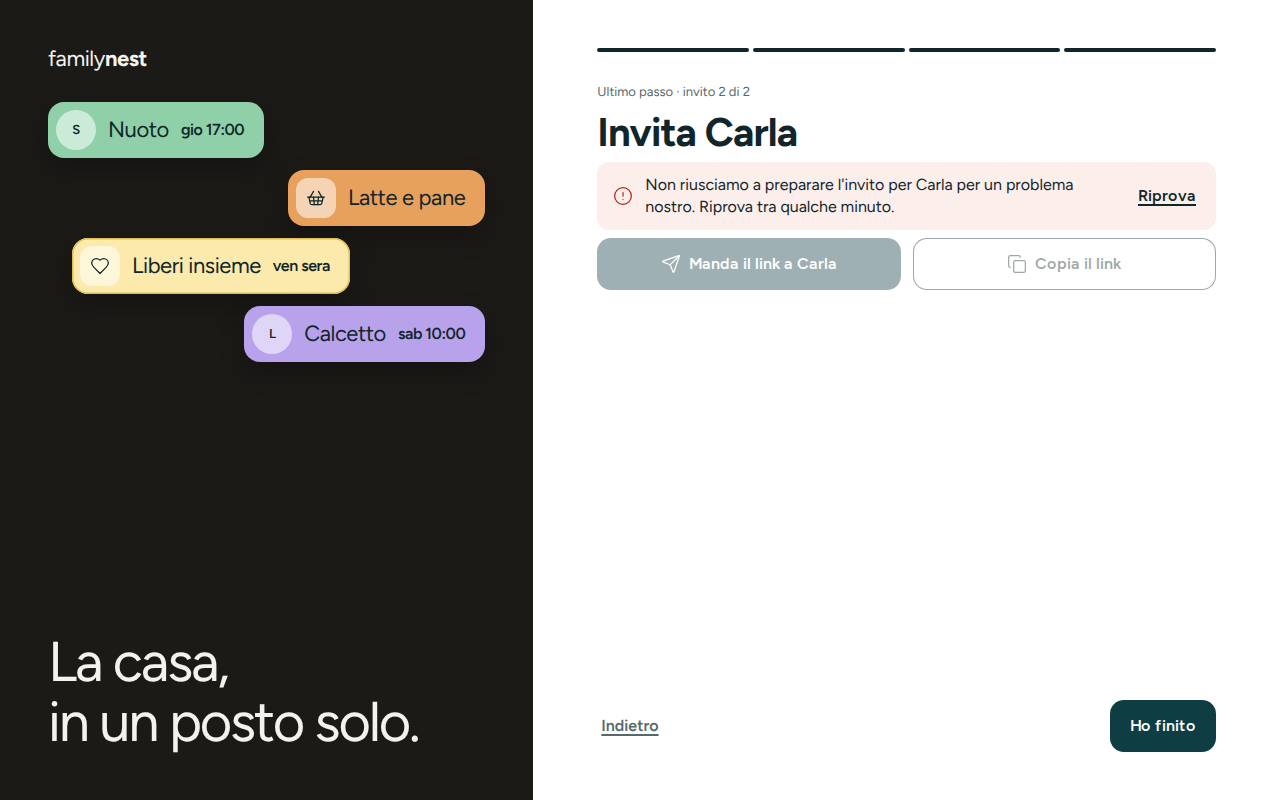 familynest
S Nuoto gio 17:00
Latte e pane
Liberi insieme ven sera
L Calcetto sab 10:00
La casa,
in un posto solo.
Ultimo passo · invito 2 di 2
Invita Carla
Non riusciamo a preparare l'invito per Carla per un problema
nostro. Riprova tra qualche minuto.
Riprova
Manda il link a Carla
Copia il link
Indietro
Ho finito